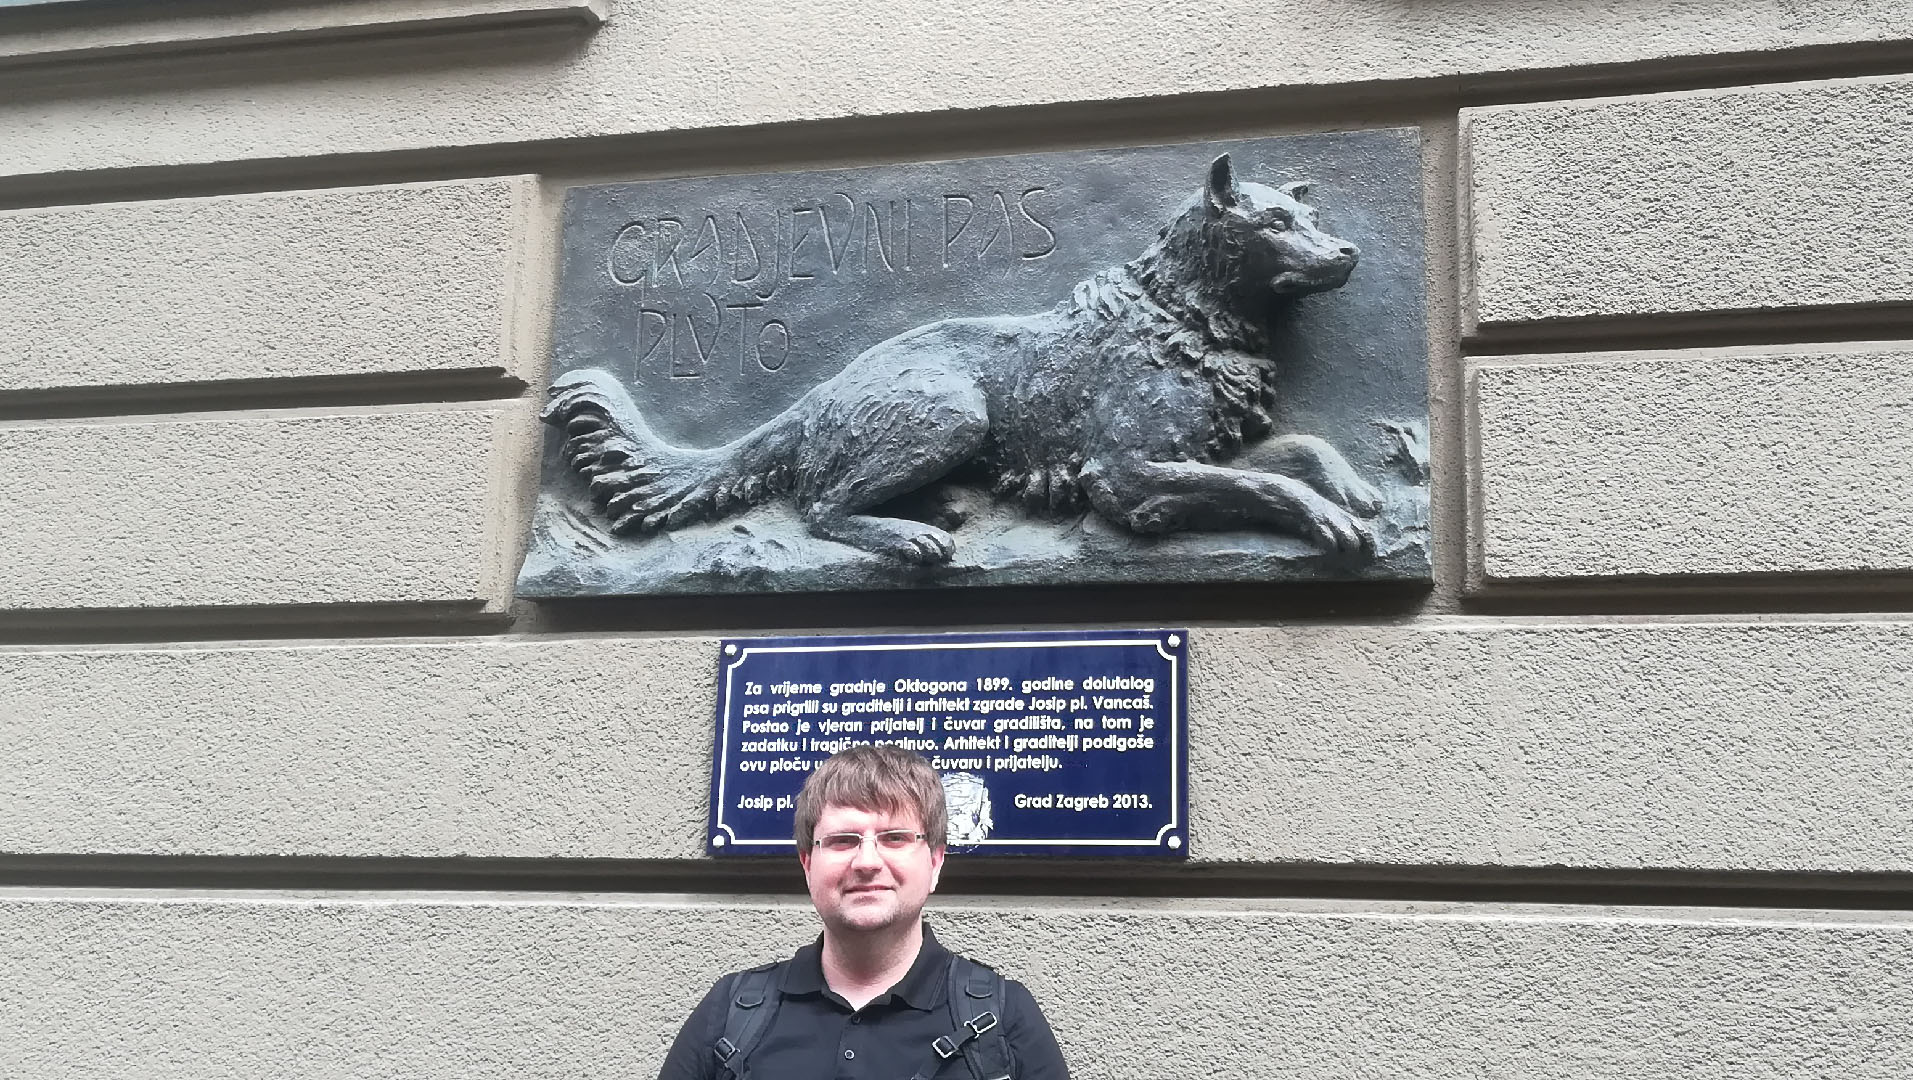 GRADJEVNI PAS
PLVTO
Za vrijeme gradnje Oktogona 1899. godine dolutalog
psa prigrlili su graditelji i arhitekt zgrade Josip pl. Vancaš.
Postao je vjeran prijatelj i čuvar gradilišta, na tom je
zadatku i tragično poginuo. Arhitekt i graditelji podigoše
ovu ploču čuvaru i prijatelju.
Josip pl. Grad Zagreb 2013.